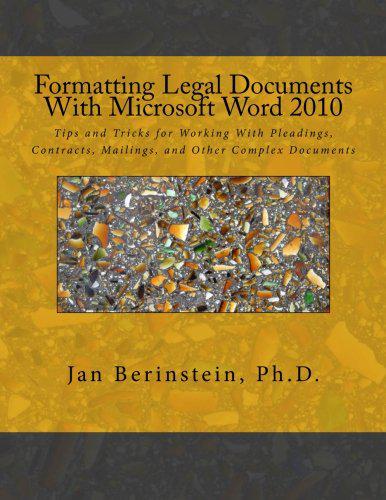 Formatting Legal Documents
With Microsoft Word 2010
Tips and Tricks for Working With Pleadings,
Contracts, Mailings, and Other Complex Documents
Jan Berinstein, Ph.D.